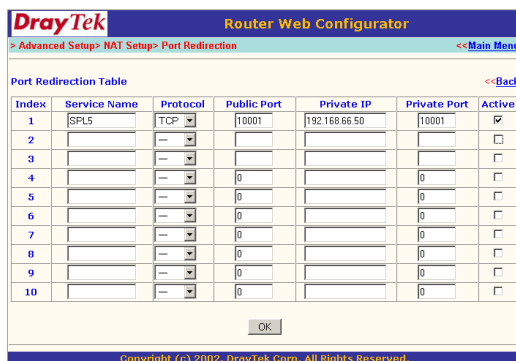 DrayTek Router Web Configurator
> Advanced Setup> NAT Setup> Port Redirection <<Main Menu
Port Redirection Table <<Back
Index Service Name Protocol Public Port Private IP Private Port Active
1 SPL5 TCP 10001 192.168.66.50 10001
2 ---
3 ---
4 --- 0 0
5 --- 0 0
6 --- 0 0
7 --- 0 0
8 --- 0 0
9 --- 0 0
10 --- 0 0
OK
Copyright (c) 2002, DrayTek Corp. All Rights Reserved.